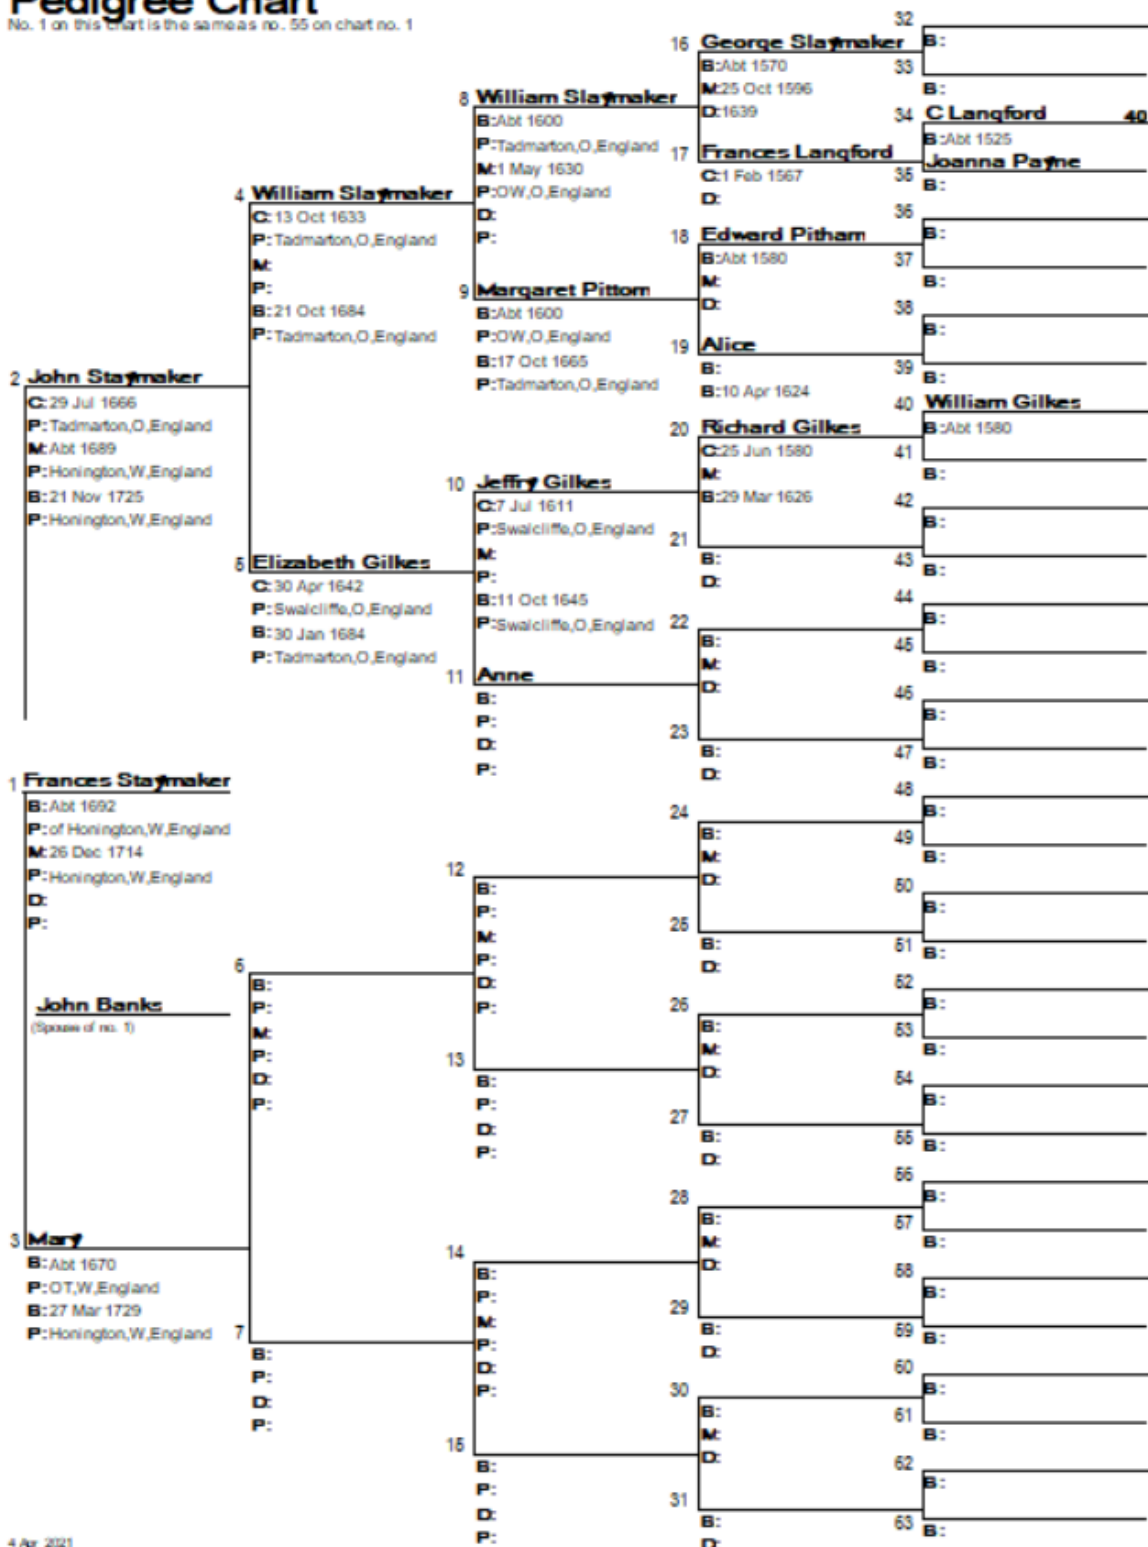 Pedigree Chart
No. 1 on this chart is the same as no. 55 on chart no. 1
2 John Staymaker
C: 29 Jul 1666
P: Tadmarton,O,England
M: Abt 1689
P: Honington,W,England
B: 21 Nov 1725
P: Honington,W,England
1 Frances Staymaker
B: Abt 1692
P: of Honington,W,England
M: 26 Dec 1714
P: Honington,W,England
D:
P:
John Banks
(Spouse of no. 1)
3 Mary
B: Abt 1670
P: OT,W,England
B: 27 Mar 1729
P: Honington,W,England
4 William Slaymaker
C: 13 Oct 1633
P: Tadmarton,O,England
M:
P:
B: 21 Oct 1684
P: Tadmarton,O,England
5 Elizabeth Gilkes
C: 30 Apr 1642
P: Swalcliffe,O,England
B: 30 Jan 1684
P: Tadmarton,O,England
6
B:
P:
M:
P:
D:
P:
7
B:
P:
D:
P:
8 William Slaymaker
B: Abt 1600
P: Tadmarton,O,England
M: 1 May 1630
P: OW,O,England
D:
P:
9 Margaret Pittom
B: Abt 1600
P: OW,O,England
B: 17 Oct 1665
P: Tadmarton,O,England
10 Jeffry Gilkes
C: 7 Jul 1611
P: Swalcliffe,O,England
M:
P:
B: 11 Oct 1645
P: Swalcliffe,O,England
11 Anne
B:
P:
D:
P:
12
B:
P:
M:
P:
D:
P:
13
B:
P:
D:
P:
14
B:
P:
M:
P:
D:
P:
15
B:
P:
D:
P:
16 George Slaymaker
B: Abt 1570
M: 25 Oct 1596
D: 1639
17 Frances Langford
C: 1 Feb 1567
D:
18 Edward Pitham
B: Abt 1580
M:
D:
19 Alice
B:
B: 10 Apr 1624
20 Richard Gilkes
C: 25 Jun 1580
M:
B: 29 Mar 1626
21
B:
D:
22
B:
M:
D:
23
B:
D:
24
B:
M:
D:
25
B:
D:
26
B:
M:
D:
27
B:
D:
28
B:
M:
D:
29
B:
D:
30
B:
M:
D:
31
B:
D:
32
B:
33
B:
34 C Langford 40
B: Abt 1525
Joanna Payne
35
B:
36
B:
37
B:
38
B:
39
B:
40 William Gilkes
B: Abt 1580
41
B:
42
B:
43
B:
44
B:
45
B:
46
B:
47
B:
48
B:
49
B:
50
B:
51
B:
52
B:
53
B:
54
B:
55
B:
56
B:
57
B:
58
B:
59
B:
60
B:
61
B:
62
B:
63
B:
4 Apr 2021